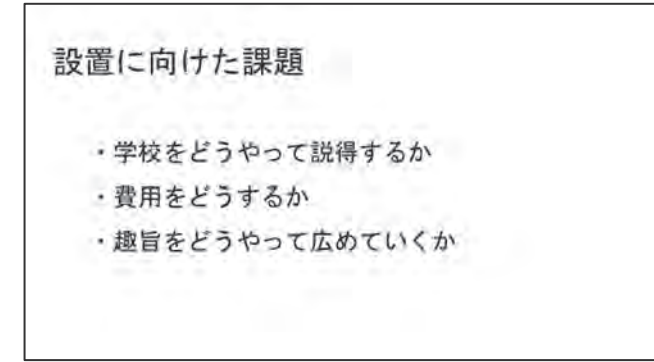 設置に向けた課題
・学校をどうやって説得するか
・費用をどうするか
・趣旨をどうやって広めていくか